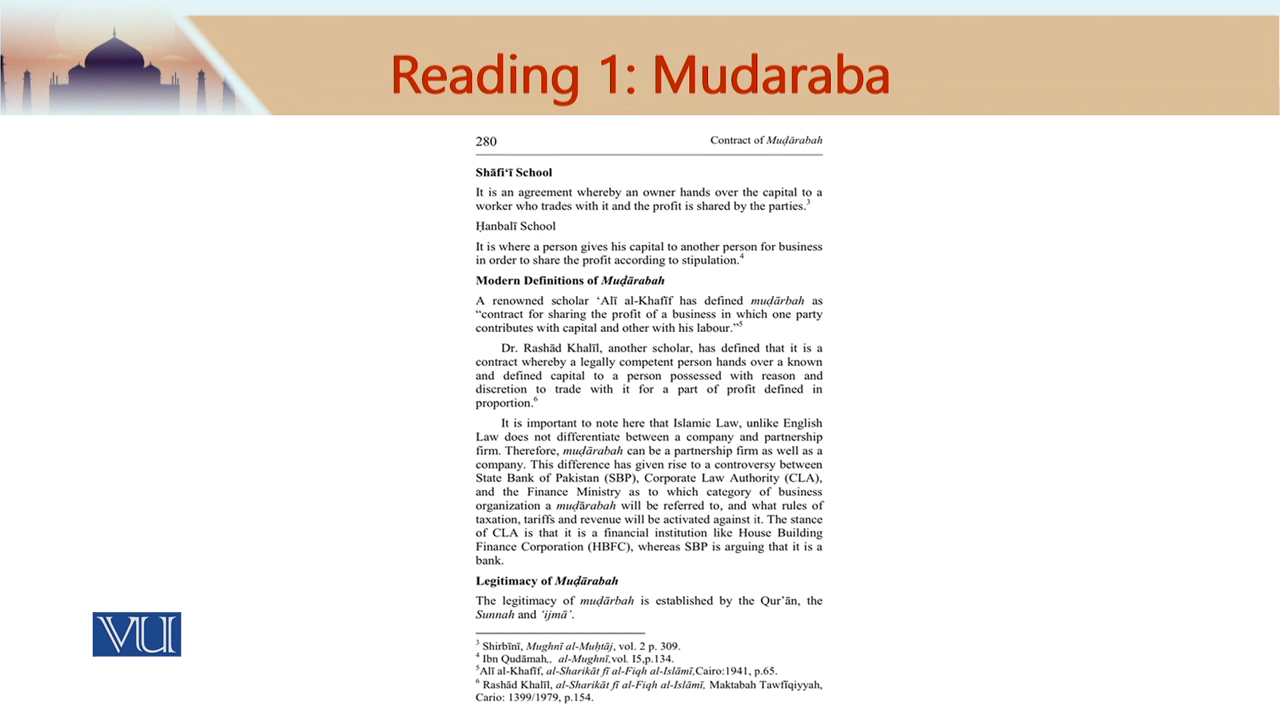 Reading 1: Mudaraba
280 Contract of Muḍārabah
Shāfi‘ī School
It is an agreement whereby an owner hands over the capital to a
worker who trades with it and the profit is shared by the parties.3
Ḥanbalī School
It is where a person gives his capital to another person for business
in order to share the profit according to stipulation.4
Modern Definitions of Muḍārabah
A renowned scholar ‘Alī al-Khafīf has defined muḍārbah as
“contract for sharing the profit of a business in which one party
contributes with capital and other with his labour.”5
Dr. Rashād Khalīl, another scholar, has defined that it is a
contract whereby a legally competent person hands over a known
and defined capital to a person possessed with reason and
discretion to trade with it for a part of profit defined in
proportion.6
It is important to note here that Islamic Law, unlike English
Law does not differentiate between a company and partnership
firm. Therefore, muḍārabah can be a partnership firm as well as a
company. This difference has given rise to a controversy between
State Bank of Pakistan (SBP), Corporate Law Authority (CLA),
and the Finance Ministry as to which category of business
organization a muḍārabah will be referred to, and what rules of
taxation, tariffs and revenue will be activated against it. The stance
of CLA is that it is a financial institution like House Building
Finance Corporation (HBFC), whereas SBP is arguing that it is a
bank.
Legitimacy of Muḍārabah
The legitimacy of muḍārbah is established by the Qur’ān, the
Sunnah and ‘ijmā’.
3 Shirbīnī, Mughnī al-Muḥtāj, vol. 2 p. 309.
4 Ibn Qudāmah,. al-Mughnī,vol. I5,p.134.
5Alī al-Khafīf, al-Sharikāt fī al-Fiqh al-Islāmī,Cairo:1941, p.65.
6 Rashād Khalīl, al-Sharikāt fī al-Fiqh al-Islāmī, Maktabah Tawfīqiyyah,
Cario: 1399/1979, p.154.
VU